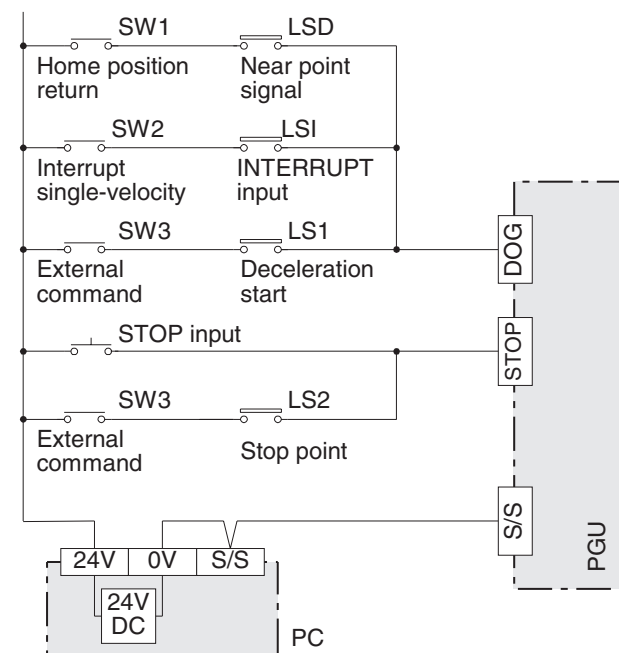 SW1
LSD
Home position
return
Near point
signal
SW2
LSI
Interrupt
single-velocity
INTERRUPT
input
SW3
LS1
External
command
Deceleration
start
DOG
STOP input
STOP
SW3
LS2
External
command
Stop point
S/S
PGU
24V
0V
S/S
24V
DC
PC